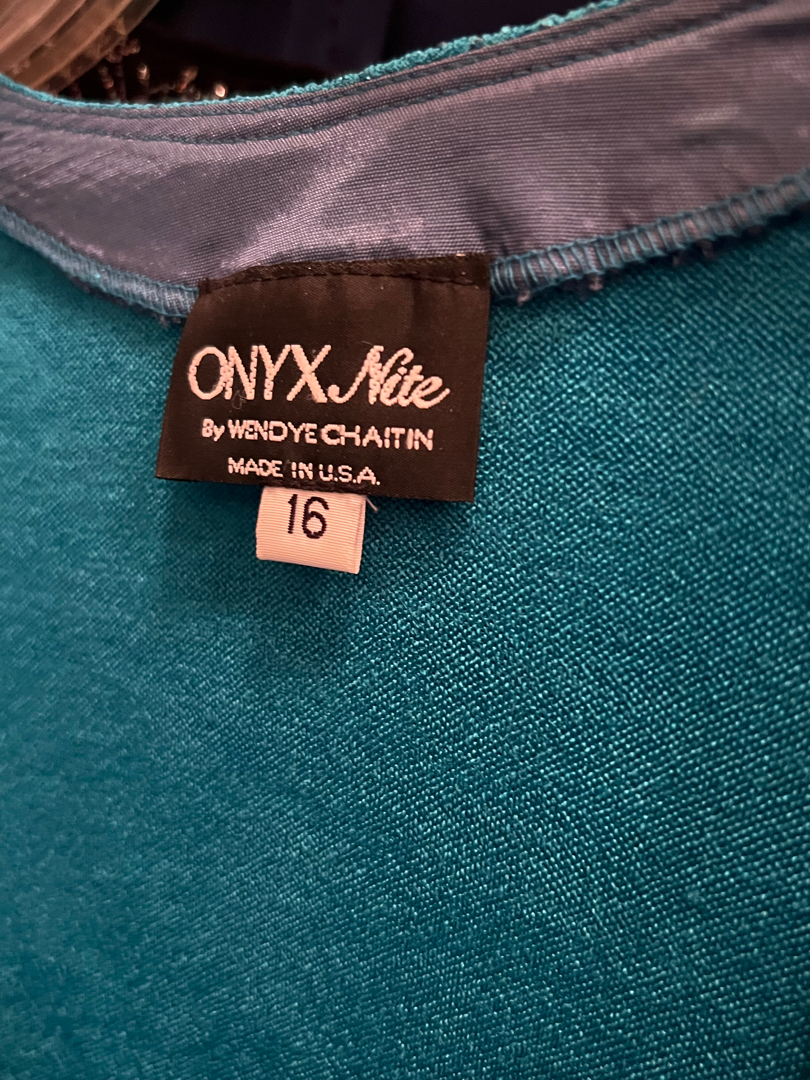 ONYX Nite
By WENDYE CHAITIN
MADE IN U.S.A.
16